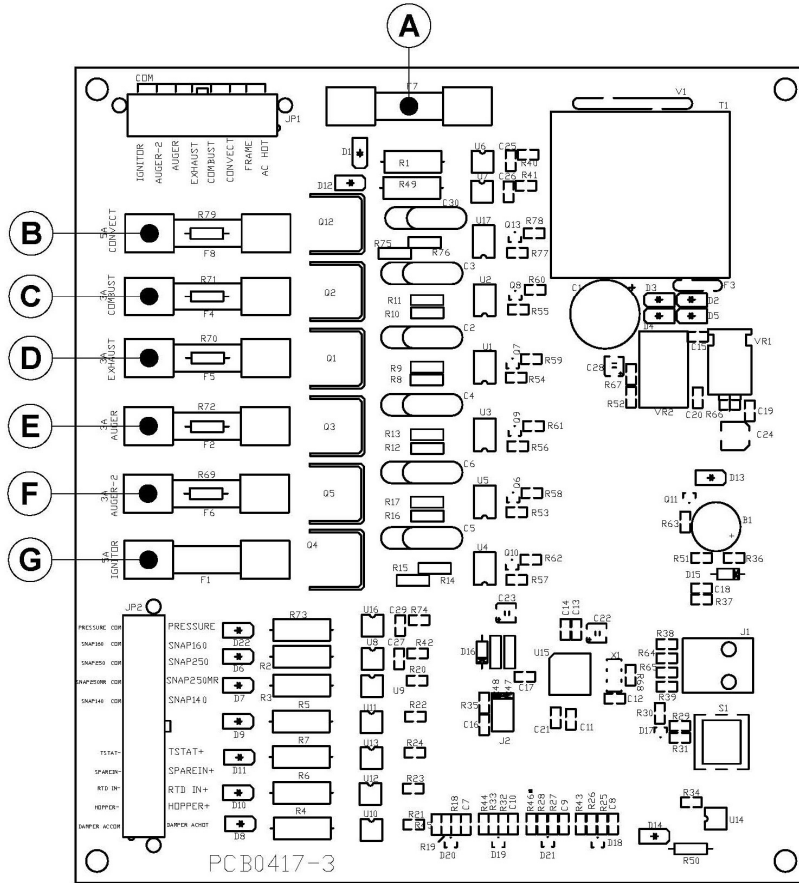 A
COM
JP1
IGNITOR
AUGER-2
AUGER
EXHAUST
COMBUST
CONVECT
FRAME
AC HOT
F7
V1
T1
D1
R1
D12
R49
U6
C25
R40
U7
C26
R41
B
5A
CONVECT
R79
F8
Q12
C30
R75
R76
U17
Q13
R78
R77
C
3A
COMBUST
R71
F4
Q2
C3
R11
R10
U2
Q8
R60
R55
C1
+
D3
D2
D4
D5
F3
D
3A
EXHAUST
R70
F5
Q1
C2
R9
R8
U1
Q7
R59
R54
C28
R67
R52
VR2
C15
VR1
C20
R66
C19
C24
E
3A
AUGER
R72
F2
Q3
C4
R13
R12
U3
Q9
R61
R56
F
3A
AUGER-2
R69
F6
Q5
C6
R17
R16
U5
Q6
R58
R53
D13
Q11
R63
B1
+
R51
R36
G
5A
IGNITOR
F1
Q4
C5
R15
R14
U4
Q10
R62
R57
D15
C18
R37
JP2
PRESSURE COM
PRESSURE
D22
R73
U16
C29
R74
C23
SNAP160 COM
SNAP160
D6
R2
U8
C27
R42
SNAP250 COM
SNAP250
SNAP250MR COM
SNAP250MR
D7
R3
U9
R20
SNAP140 COM
SNAP140
D9
R5
U11
R22
TSTAT-
TSTAT+
D11
R7
U13
R24
SPAREIN-
SPAREIN+
RTD IN-
RTD IN+
D10
R6
U12
R23
HOPPER-
HOPPER+
DAMPER ACCOM
DAMPER ACHOT
D8
R4
U10
R21
D16
R48
R47
C17
U15
C14
C13
C22
X1
R68
C12
R35
C16
J2
C21
C11
R38
R64
R65
R39
J1
R30
D17
R29
R31
S1
R19
R18
C7
D20
R44
R33
R32
C10
D19
R46
R28
R27
C9
D21
R43
R26
R25
C8
D18
R34
U14
D14
R50
PCB0417-3